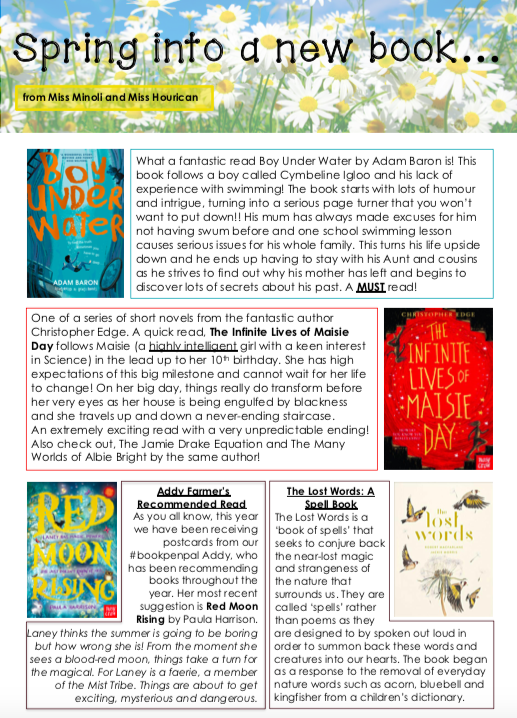 Spring into a new book...
from Miss Minoli and Miss Hourican
BOY
UNDER
WATER
ADAM BARON
What a fantastic read Boy Under Water by Adam Baron is! This
book follows a boy called Cymbeline Igloo and his lack of
experience with swimming! The book starts with lots of humour
and intrigue, turning into a serious page turner that you won't
want to put down!! His mum has always made excuses for him
not having swum before and one school swimming lesson
causes serious issues for his whole family. This turns his life upside
down and he ends up having to stay with his Aunt and cousins
as he strives to find out why his mother has left and begins to
discover lots of secrets about his past. A MUST read!
One of a series of short novels from the fantastic author
Christopher Edge. A quick read, The Infinite Lives of Maisie
Day follows Maisie (a highly intelligent girl with a keen interest
in Science) in the lead up to her 10th birthday. She has high
expectations of this big milestone and cannot wait for her life
to change! On her big day, things really do transform before
her very eyes as her house is being engulfed by blackness
and she travels up and down a never-ending staircase.
An extremely exciting read with a very unpredictable ending!
Also check out, The Jamie Drake Equation and The Many
Worlds of Albie Bright by the same author!
CHRISTOPHER EDGE
THE
INFINITE
LIVES OF
MAISIE
DAY
RED
MOON
RISING
PAULA HARRISON
Addy Farmer's
Recommended Read
As you all know, this year
we have been receiving
postcards from our
#bookpenpal Addy, who
has been recommending
books throughout the
year. Her most recent
suggestion is Red Moon
Rising by Paula Harrison.
Laney thinks the summer is going to be boring
but how wrong she is! From the moment she
sees a blood-red moon, things take a turn for
the magical. For Laney is a faerie, a member
of the Mist Tribe. Things are about to get
exciting, mysterious and dangerous.
The Lost Words: A
Spell Book
The Lost Words is a
'book of spells' that
seeks to conjure back
the near-lost magic
and strangeness of
the nature that
surrounds us. They are
called 'spells' rather
than poems as they
are designed to by spoken out loud in
order to summon back these words and
creatures into our hearts. The book began
as a response to the removal of everyday
nature words such as acorn, bluebell and
kingfisher from a children's dictionary.
The
lost
words